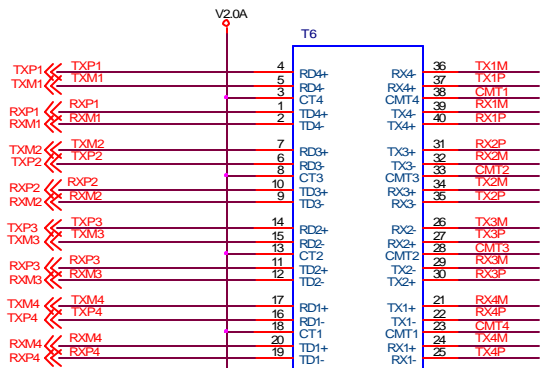 V2.0A
T6
TXP1 TXP1 4 RD4+ RX4- 36 TX1M
TXM1 TXM1 5 RD4- RX4+ 37 TX1P
3 CT4 CMT4 38 CMT1
RXP1 RXP1 1 TD4+ TX4- 39 RX1M
RXM1 RXM1 2 TD4- TX4+ 40 RX1P
TXM2 TXM2 7 RD3+ TX3+ 31 RX2P
TXP2 TXP2 6 RD3- TX3- 32 RX2M
8 CT3 CMT3 33 CMT2
RXP2 RXP2 10 TD3+ RX3+ 34 TX2M
RXM2 RXM2 9 TD3- RX3- 35 TX2P
TXP3 TXP3 14 RD2+ RX2- 26 TX3M
TXM3 TXM3 15 RD2- RX2+ 27 TX3P
13 CT2 CMT2 28 CMT3
RXP3 RXP3 11 TD2+ TX2- 29 RX3M
RXM3 RXM3 12 TD2- TX2+ 30 RX3P
TXM4 TXM4 17 RD1+ TX1+ 21 RX4M
TXP4 TXP4 16 RD1- TX1- 22 RX4P
18 CT1 CMT1 23 CMT4
RXM4 RXM4 20 TD1+ RX1+ 24 TX4M
RXP4 RXP4 19 TD1- RX1- 25 TX4P